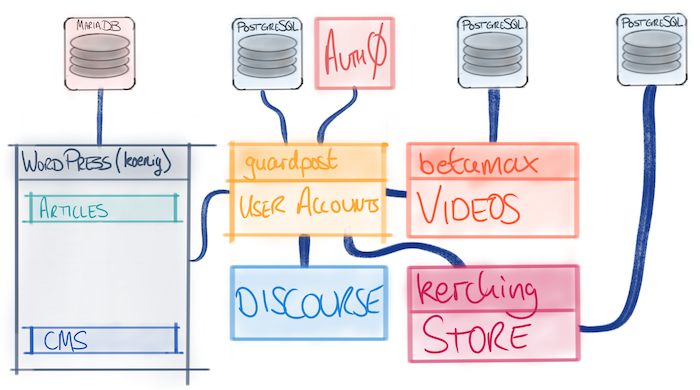 MARIADB
POSTGRESQL
AUTH0
POSTGRESQL
POSTGRESQL
WORDPRESS (koenig)
ARTICLES
CMS
guardpost
USER ACCOUNTS
betamax
VIDEOS
DISCOURSE
kerching
STORE